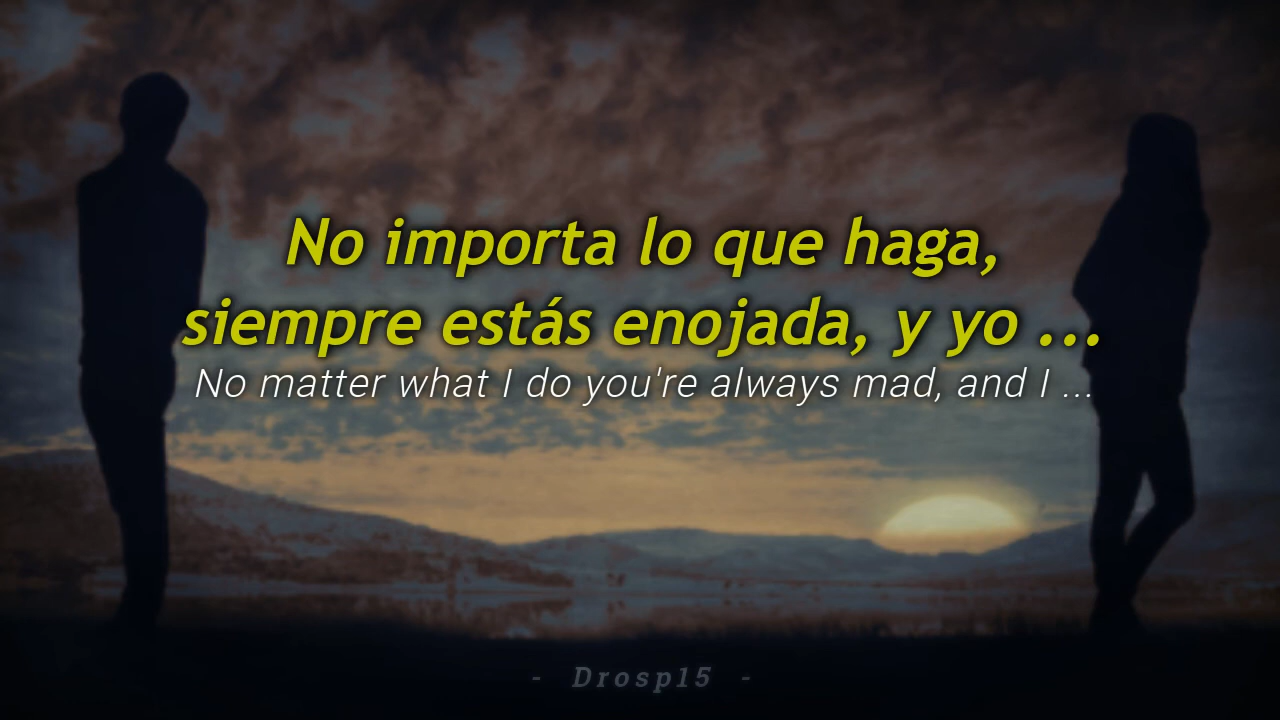 No importa lo que haga,
siempre estás enojada, y yo ...
No matter what I do you're always mad, and I ...
- Drosp15 -